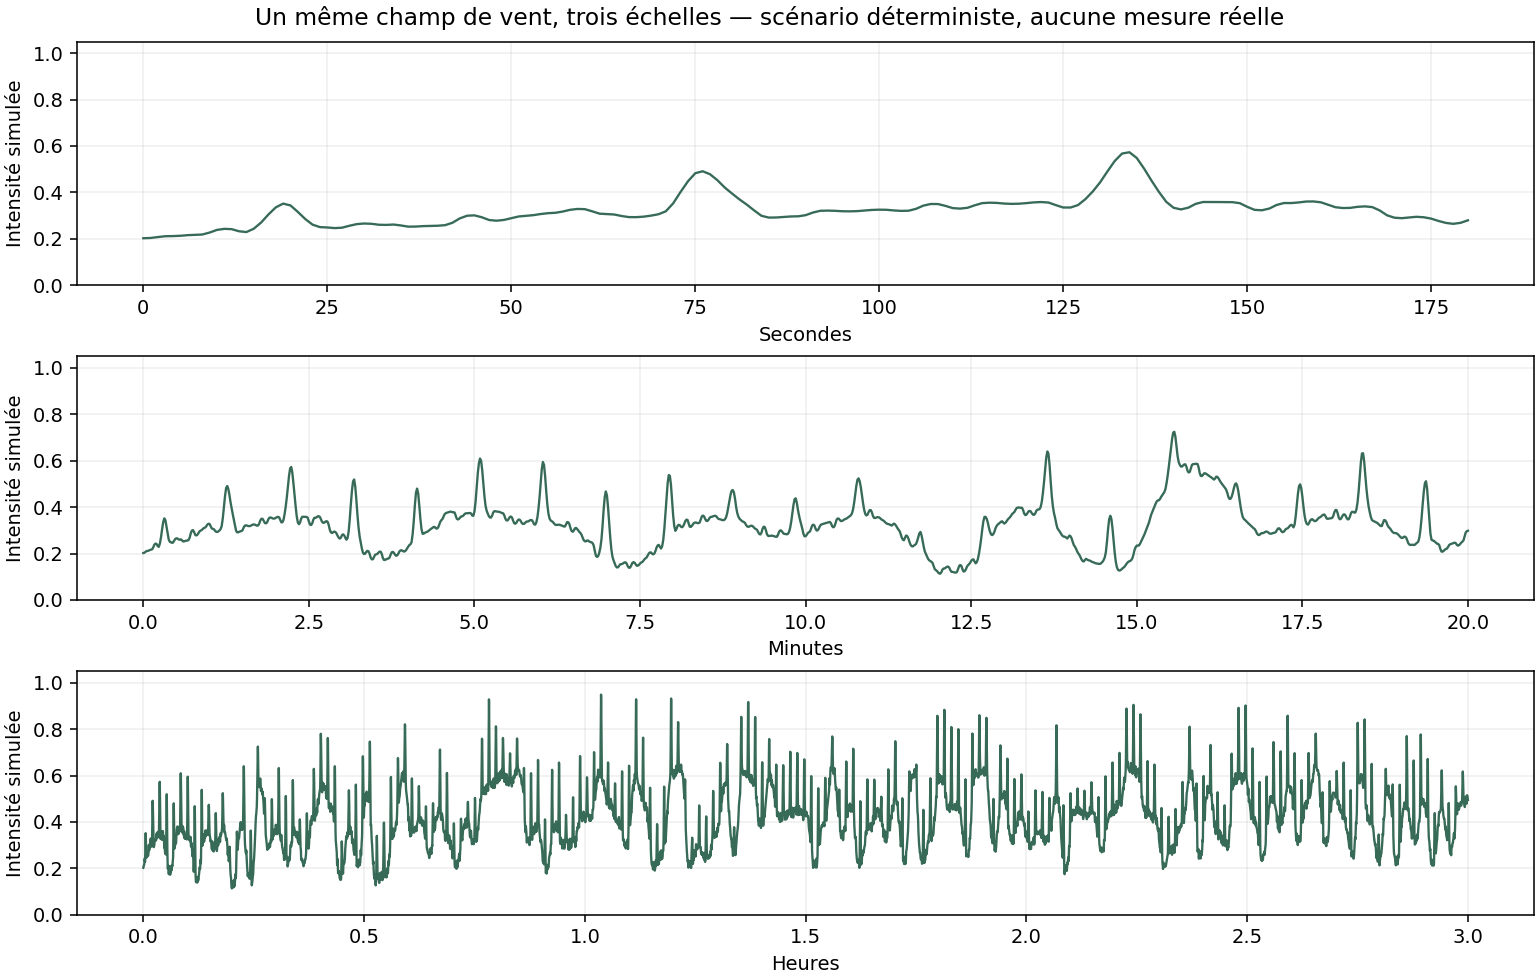 Un même champ de vent, trois échelles — scénario déterministe, aucune mesure réelle
Intensité simulée
1.0
0.8
0.6
0.4
0.2
0.0
0 25 50 75 100 125 150 175
Secondes
Intensité simulée
1.0
0.8
0.6
0.4
0.2
0.0
0.0 2.5 5.0 7.5 10.0 12.5 15.0 17.5 20.0
Minutes
Intensité simulée
1.0
0.8
0.6
0.4
0.2
0.0
0.0 0.5 1.0 1.5 2.0 2.5 3.0
Heures